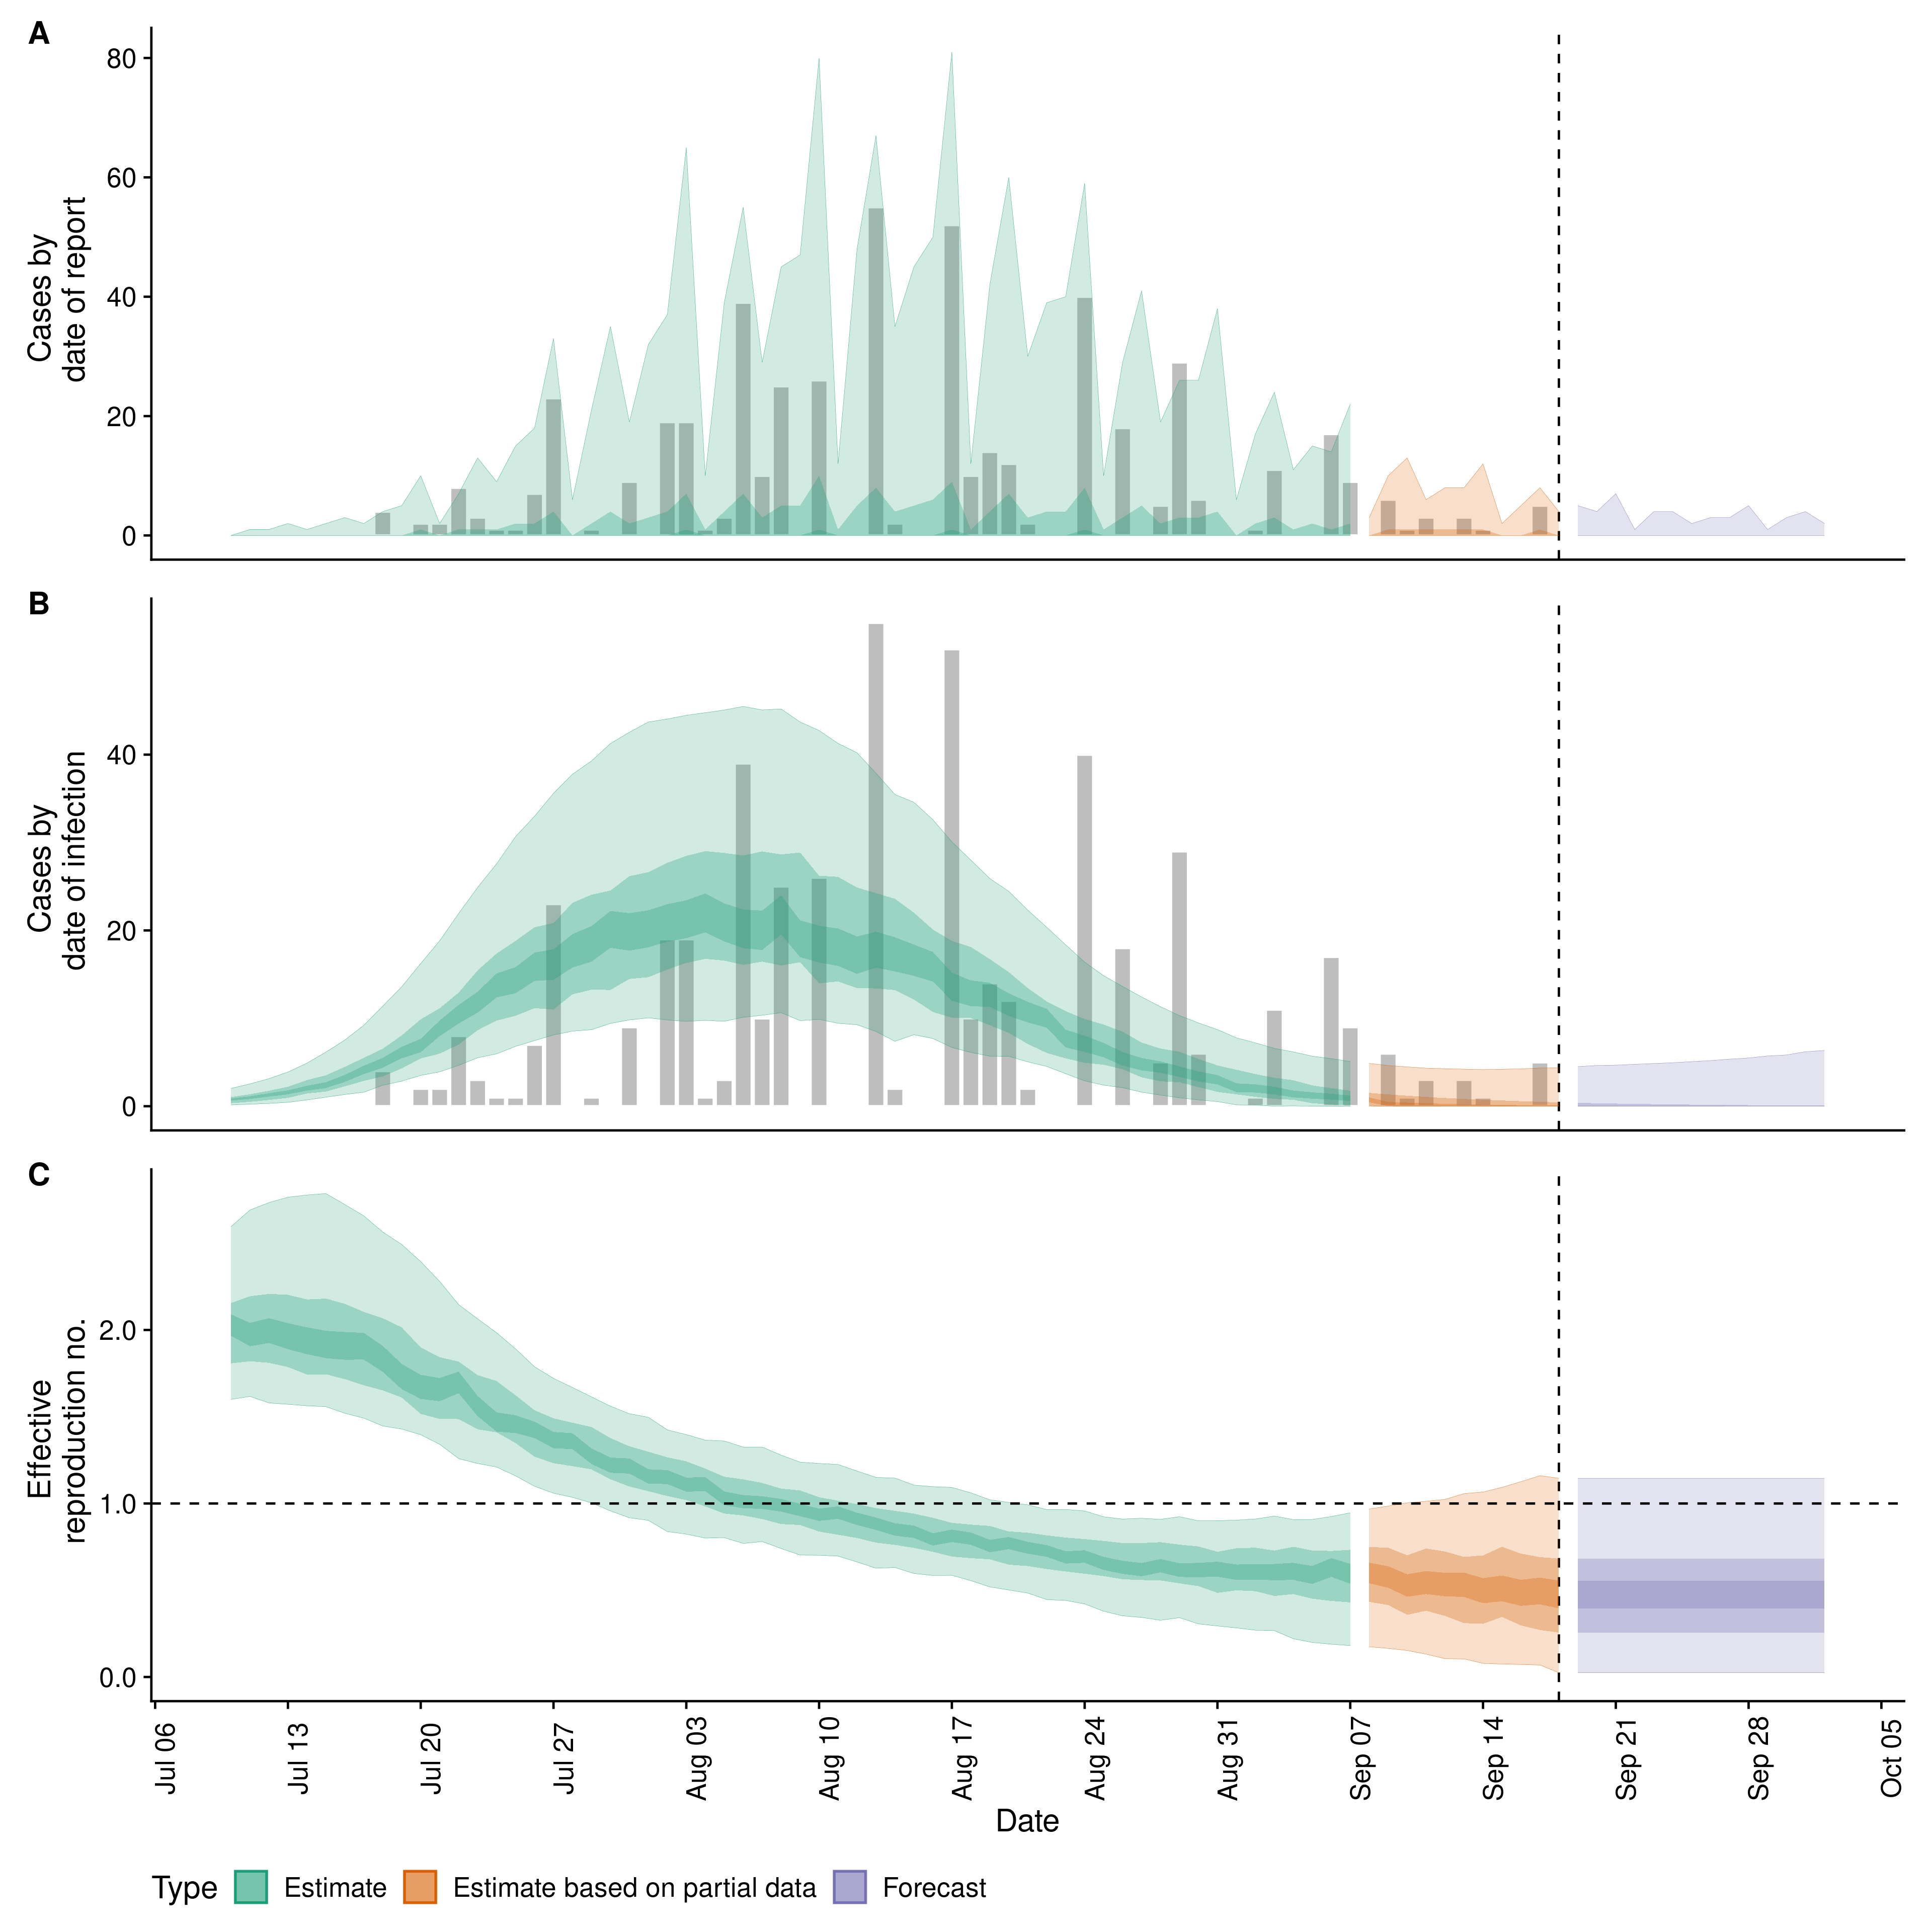 A
Cases by
date of report
80
60
40
20
0
B
Cases by
date of infection
40
20
0
C
Effective
reproduction no.
2.0
1.0
0.0
Jul 06
Jul 13
Jul 20
Jul 27
Aug 03
Aug 10
Aug 17
Aug 24
Aug 31
Sep 07
Sep 14
Sep 21
Sep 28
Oct 05
Date
Type Estimate Estimate based on partial data Forecast